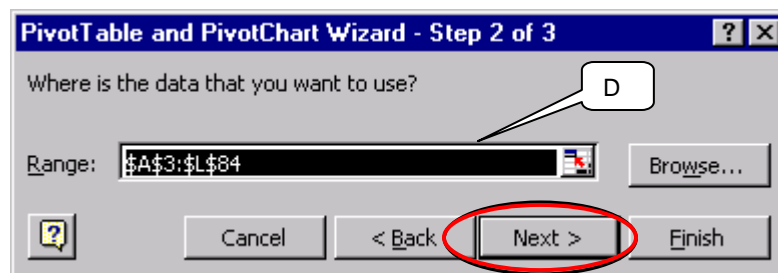 PivotTable and PivotChart Wizard - Step 2 of 3 ? X
Where is the data that you want to use?
D
Range: $A$3:$L$84 Browse...
? Cancel < Back Next > Finish